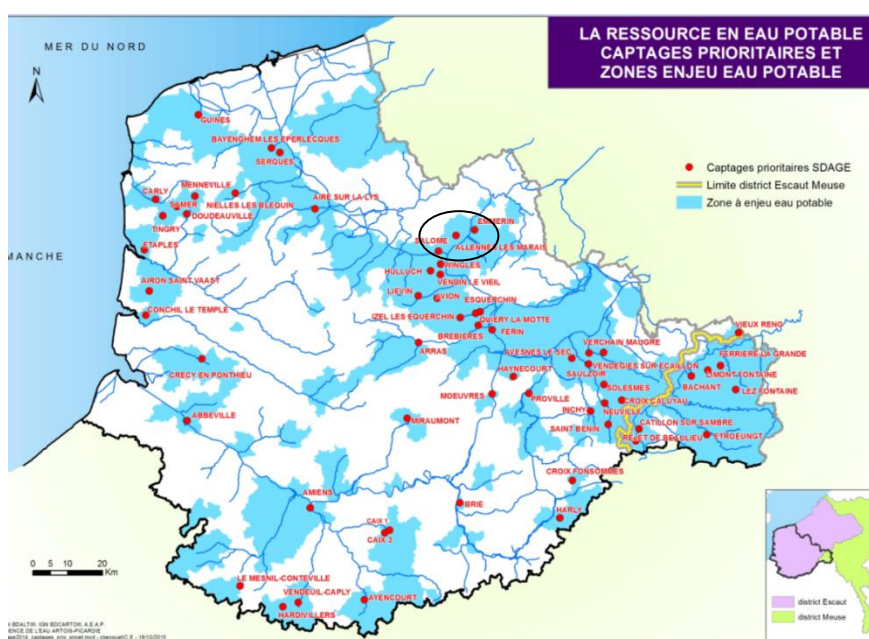 MER DU NORD
LA RESSOURCE EN EAU POTABLE
CAPTAGES PRIORITAIRES ET
ZONES ENJEU EAU POTABLE
N
GUINES
BAYENGHEM LES EPERLECQUES
SERQUES
Captages prioritaires SDAGE
Limite district Escaut Meuse
Zone à enjeu eau potable
MENNEVILLE
CARLY
NIELLES LES BLEQUIN
AIRE SUR LA LYS
SAMER
DOUDEAUVILLE
TINGRY
EMMERIN
SALOME
ALLENNES LES MARAIS
ETAPLES
MANCHE
WINGLES
HULLUCH
VENDIN LE VIEIL
AIRON SAINT VAAST
LIEVIN
AVION
ESQUERCHIN
CONCHIL LE TEMPLE
IZEL LES EQUERCHIN
QUIERY LA MOTTE
BREBIERES
FERIN
VIEUX RENG
ARRAS
VERCHAIN MAUGRE
AVESNES LE SEC
VENDEGIES SUR ECAILLON
FERRIERE LA GRANDE
CRECY EN PONTHIEU
SAULZOIR
LIMONT FONTAINE
HAYNECOURT
BACHANT
SOLESMES
LEZ FONTAINE
MOEUVRES
PROVILLE
CROIX CALUYAU
INCHY
NEUVILLY
ABBEVILLE
MIRAUMONT
SAINT BENIN
CATILLON SUR SAMBRE
ETROEUNGT
CROIX FONSOMMES
AMIENS
BRIE
HARLY
CAIX 1
CAIX 2
0 10 20
Km
LE MESNIL-CONTEVILLE
VENDEUIL-CAPLY
AYENCOURT
HARDIVILLERS
district Escaut
district Meuse